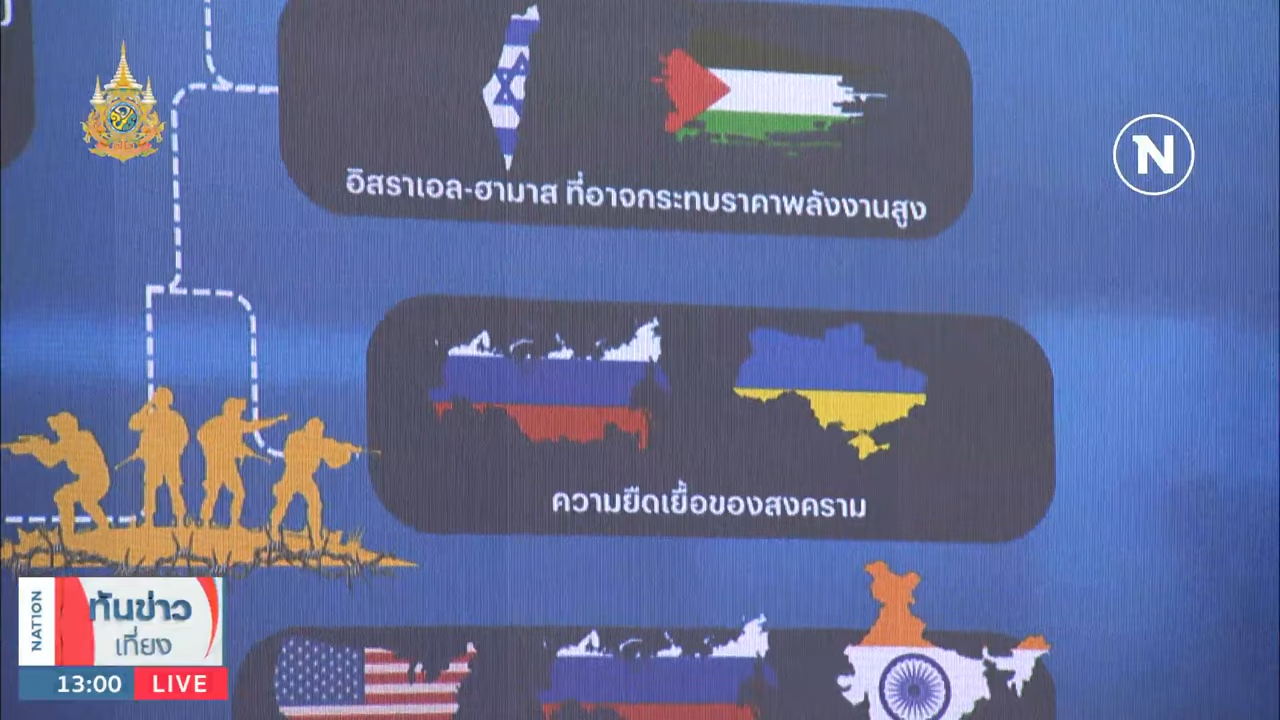 อิสราเอล-ฮามาส ที่อาจกระทบราคาพลังงานสูง
N
ความยืดเยื้อของสงคราม
NATION
ทันข่าว
เที่ยง
13:00 LIVE